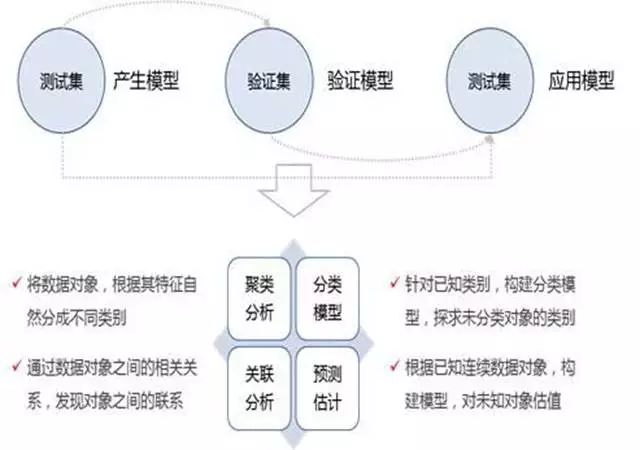 测试集 产生模型 验证集 验证模型 测试集 应用模型
将数据对象，根据其特征自
然分成不同类别
聚类
分析
分类
模型
针对已知类别，构建分类模
型，探求未分类对象的类别
通过数据对象之间的相关关
系，发现对象之间的联系
关联
分析
预测
估计
根据已知连续数据对象，构
建模型，对未知对象估值